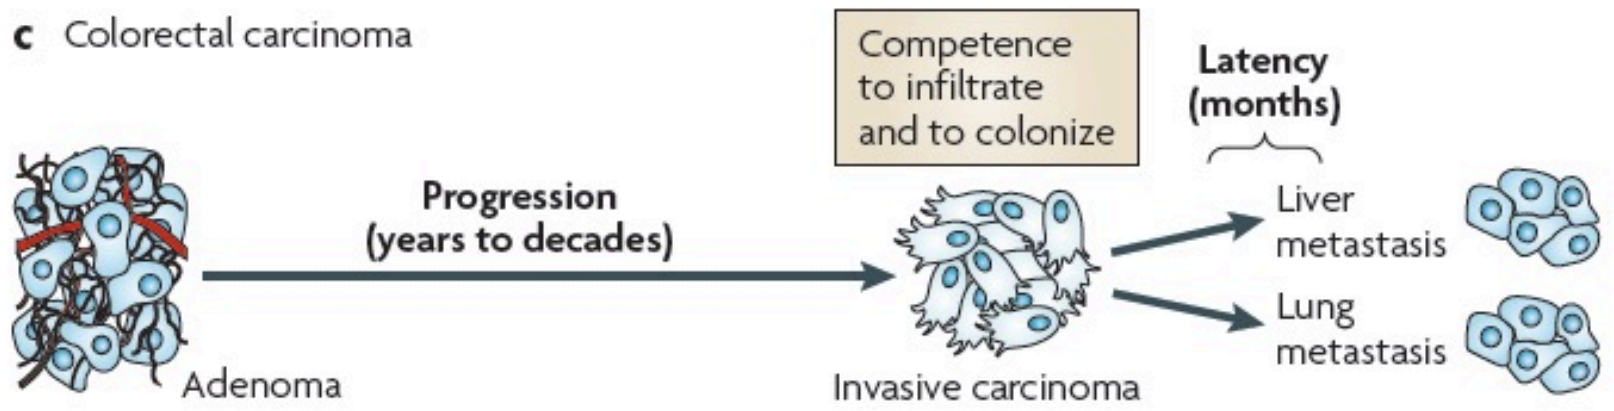 c Colorectal carcinoma
Competence
to infiltrate
and to colonize
Latency
(months)
Progression
(years to decades)
Liver
metastasis
Lung
metastasis
Adenoma
Invasive carcinoma